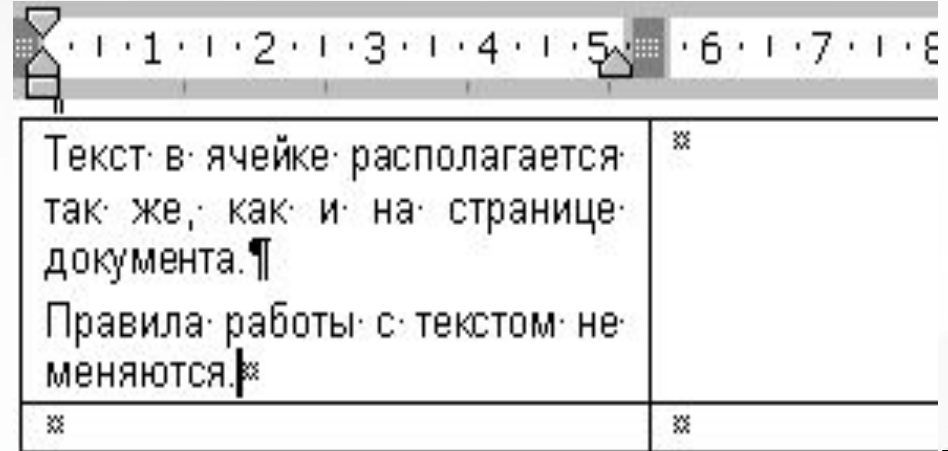 1 2 3 4 5 6 7 8
Текст в ячейке располагается
так же, как и на странице
документа.¶
Правила работы с текстом не
меняются.¤